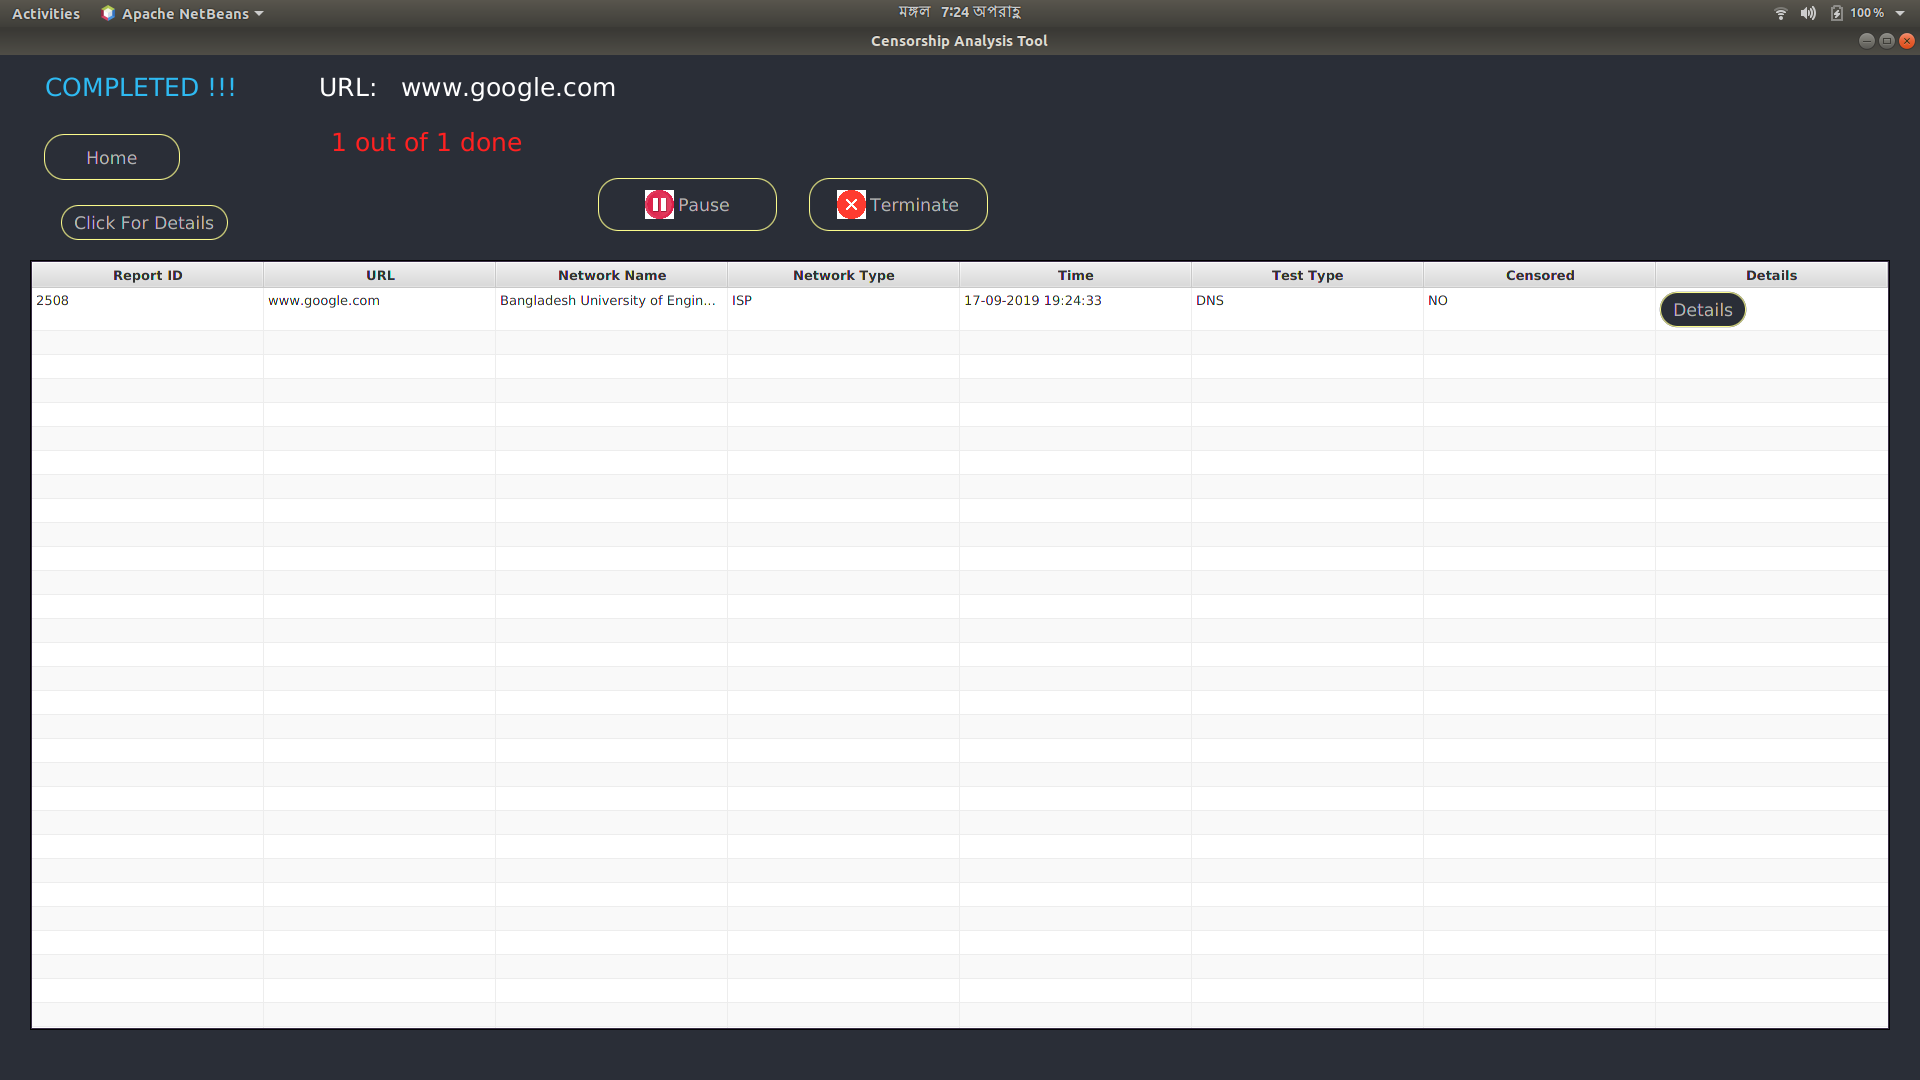 Activities Apache NetBeans মঙ্গল 7:24 অপরাহ্ণ 100%
Censorship Analysis Tool
COMPLETED !!! URL: www.google.com
1 out of 1 done
Home
Pause Terminate
Click For Details
Report ID URL Network Name Network Type Time Test Type Censored Details
2508 www.google.com Bangladesh University of Engin... ISP 17-09-2019 19:24:33 DNS NO Details